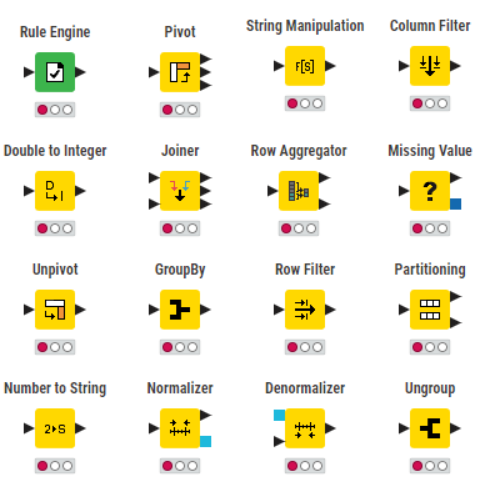 Rule Engine
Pivot
String Manipulation
Column Filter
F[S]
Double to Integer
Joiner
Row Aggregator
Missing Value
D
I
?
Unpivot
GroupBy
Row Filter
Partitioning
Number to String
Normalizer
Denormalizer
Ungroup
2▸S